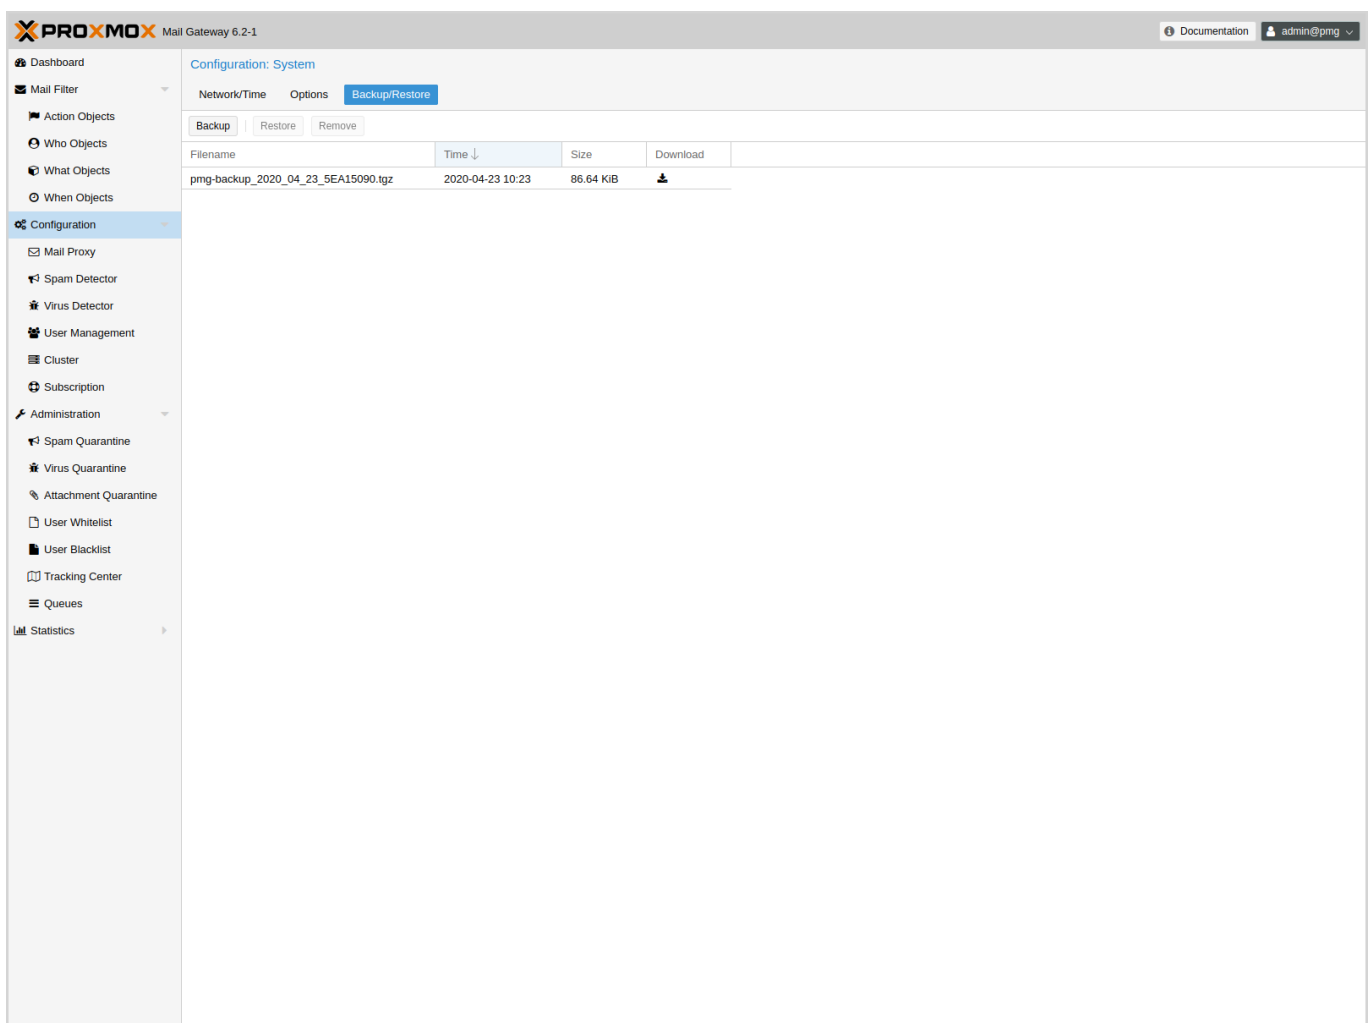 PROXMOX Mail Gateway 6.2-1
Documentation
admin@pmg
Dashboard
Mail Filter
Action Objects
Who Objects
What Objects
When Objects
Configuration
Mail Proxy
Spam Detector
Virus Detector
User Management
Cluster
Subscription
Administration
Spam Quarantine
Virus Quarantine
Attachment Quarantine
User Whitelist
User Blacklist
Tracking Center
Queues
Statistics
Configuration: System
Network/Time Options Backup/Restore
Backup Restore Remove
Filename Time Size Download
pmg-backup_2020_04_23_5EA15090.tgz 2020-04-23 10:23 86.64 KiB